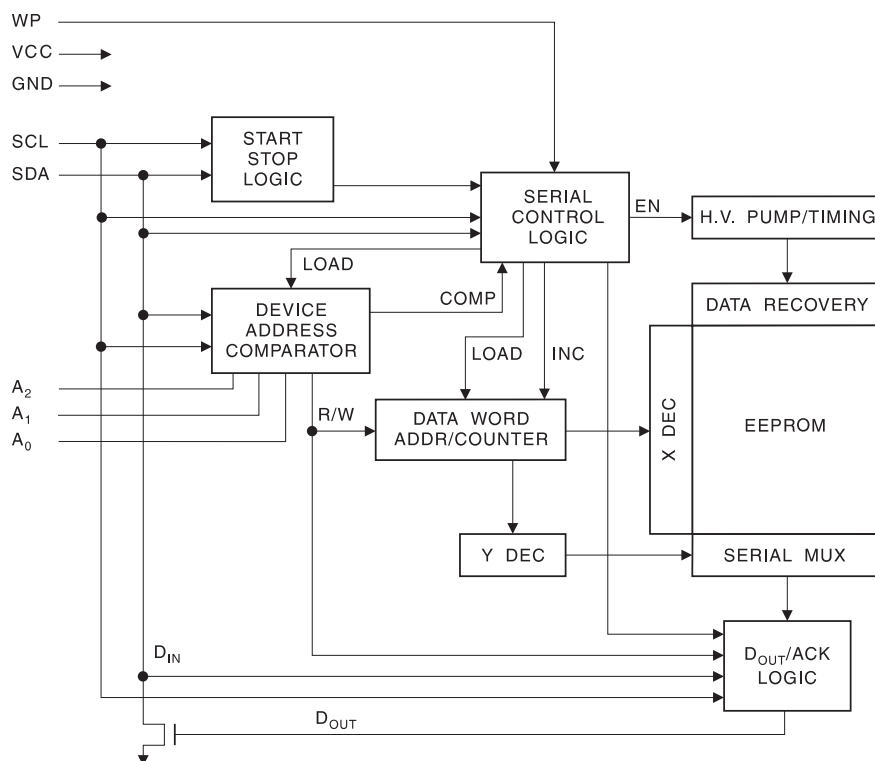 WP
VCC
GND
SCL
SDA
START
STOP
LOGIC
SERIAL
CONTROL
LOGIC
EN
H.V. PUMP/TIMING
LOAD
COMP
DEVICE
ADDRESS
COMPARATOR
DATA RECOVERY
LOAD
INC
A2
A1
A0
R/W
DATA WORD
ADDR/COUNTER
X DEC
EEPROM
Y DEC
SERIAL MUX
DIN
DOUT/ACK
LOGIC
DOUT